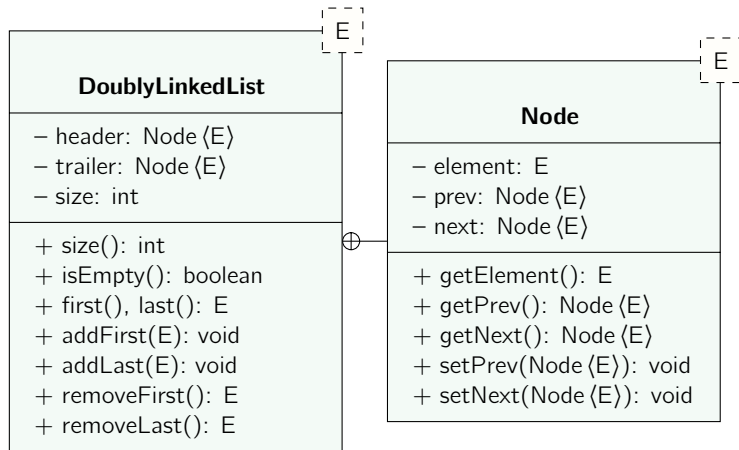 E
DoublyLinkedList
– header: Node⟨E⟩
– trailer: Node⟨E⟩
– size: int
+ size(): int
+ isEmpty(): boolean
+ first(), last(): E
+ addFirst(E): void
+ addLast(E): void
+ removeFirst(): E
+ removeLast(): E
E
Node
– element: E
– prev: Node⟨E⟩
– next: Node⟨E⟩
+ getElement(): E
+ getPrev(): Node⟨E⟩
+ getNext(): Node⟨E⟩
+ setPrev(Node⟨E⟩): void
+ setNext(Node⟨E⟩): void